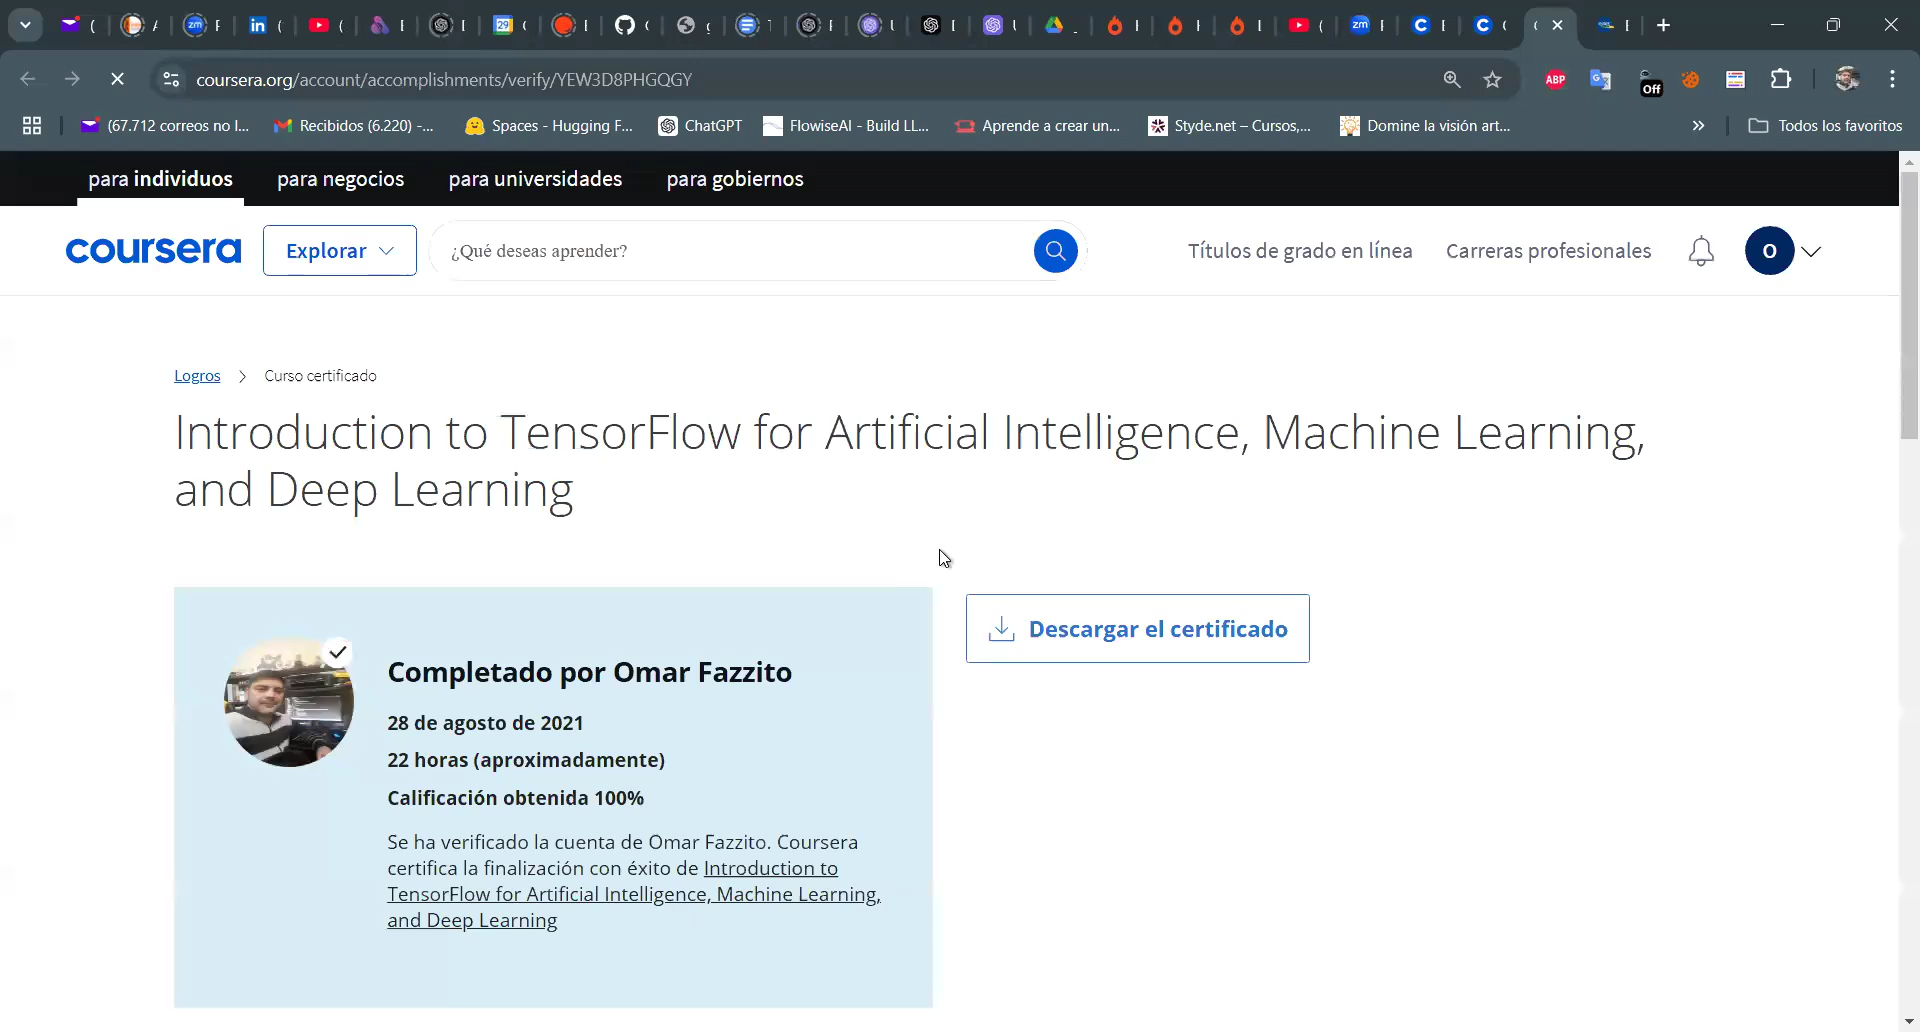 coursera.org/account/accomplishments/verify/YEW3D8PHGQGY
ABP
Off
(67.712 correos no l...
Recibidos (6.220) -...
Spaces - Hugging F...
ChatGPT
FlowiseAI - Build LL...
Aprende a crear un...
Styde.net – Cursos,...
Domine la visión art...
»
Todos los favoritos
para individuos
para negocios
para universidades
para gobiernos
coursera
Explorar
¿Qué deseas aprender?
Títulos de grado en línea
Carreras profesionales
O
Logros
Curso certificado
Introduction to TensorFlow for Artificial Intelligence, Machine Learning,
and Deep Learning
Completado por Omar Fazzito
28 de agosto de 2021
22 horas (aproximadamente)
Calificación obtenida 100%
Se ha verificado la cuenta de Omar Fazzito. Coursera
certifica la finalización con éxito de Introduction to
TensorFlow for Artificial Intelligence, Machine Learning,
and Deep Learning
Descargar el certificado